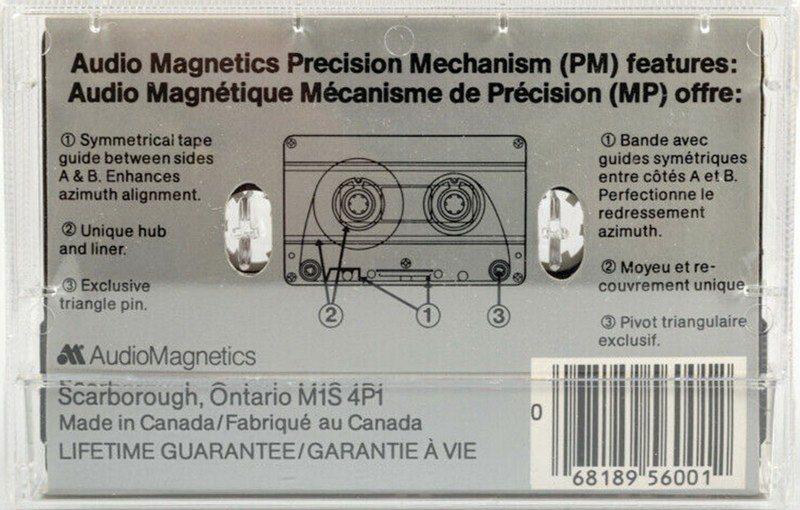 Audio Magnetics Precision Mechanism (PM) features:
Audio Magnétique Mécanisme de Précision (MP) offre:
① Symmetrical tape
guide between sides
A & B. Enhances
azimuth alignment.
② Unique hub
and liner.
③ Exclusive
triangle pin.
② ① ③
① Bande avec
guides symétriques
entre côtés A et B.
Perfectionne le
redressement
azimuth.
② Moyeu et re-
couvrement unique
③ Pivot triangulaire
exclusif.
AudioMagnetics
Scarborough, Ontario M1S 4P1
Made in Canada/Fabriqué au Canada
LIFETIME GUARANTEE/GARANTIE À VIE
0 68189 56001